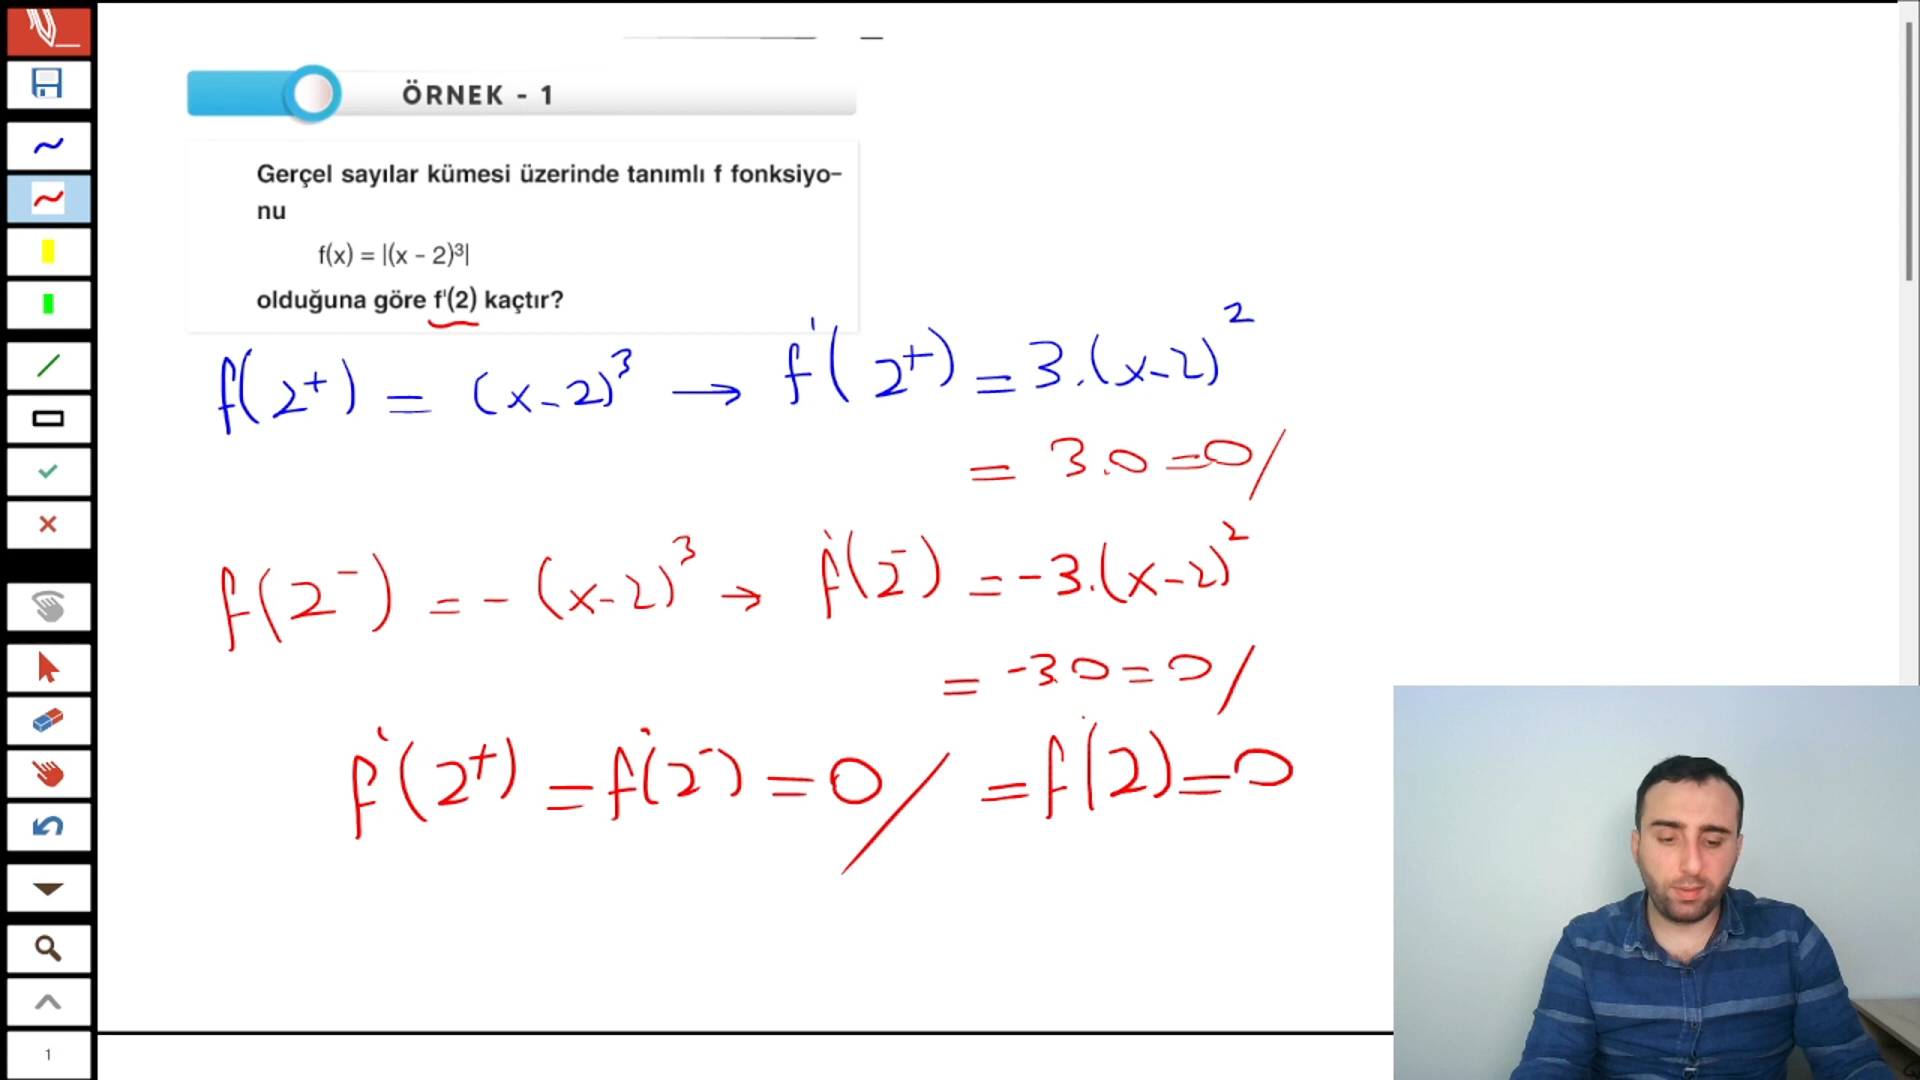 ÖRNEK - 1
Gerçel sayılar kümesi üzerinde tanımlı f fonksiyo-
nu
f(x) = |(x - 2)³|
olduğuna göre f'(2) kaçtır?
f(2⁺) = (x-2)³ → f'(2⁺) = 3.(x-2)²
= 3.0 = 0
f(2⁻) = -(x-2)³ → f'(2⁻) = -3.(x-2)²
= -3.0 = 0
f'(2⁺) = f'(2⁻) = 0 = f'(2) = 0
1